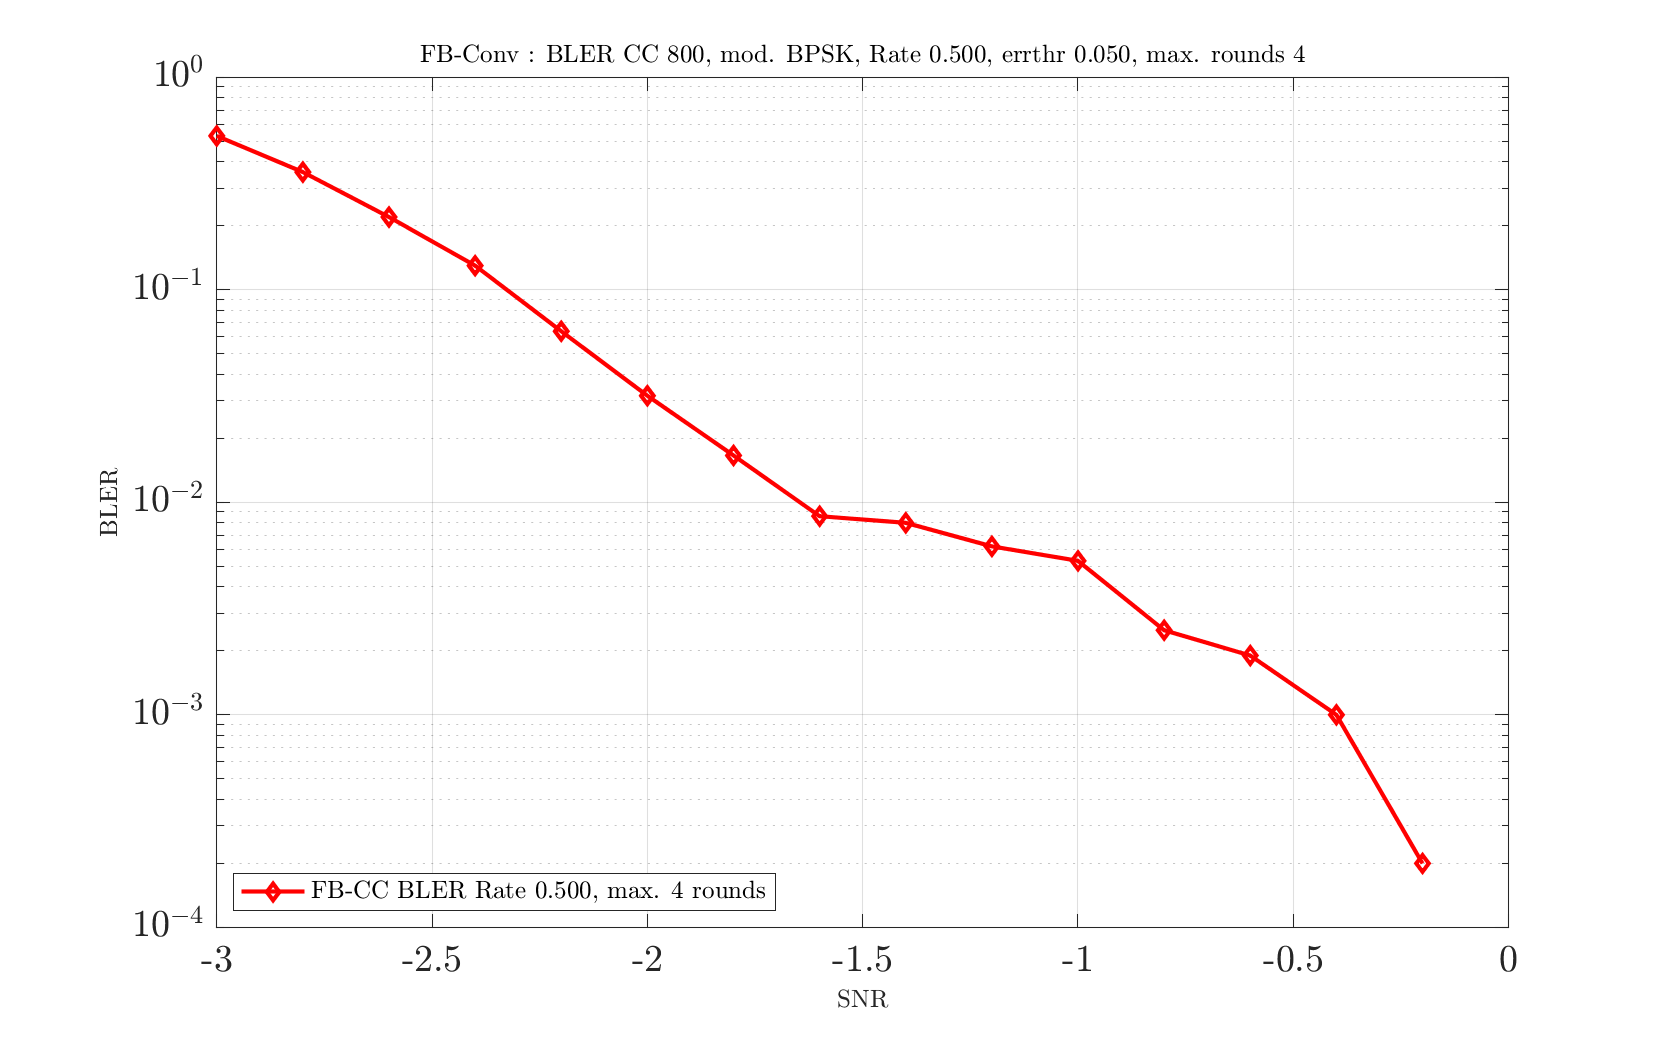 FB-Conv : BLER CC 800, mod. BPSK, Rate 0.500, errthr 0.050, max. rounds 4
10^0
10^−1
10^−2
10^−3
10^−4
BLER
FB-CC BLER Rate 0.500, max. 4 rounds
-3 -2.5 -2 -1.5 -1 -0.5 0
SNR